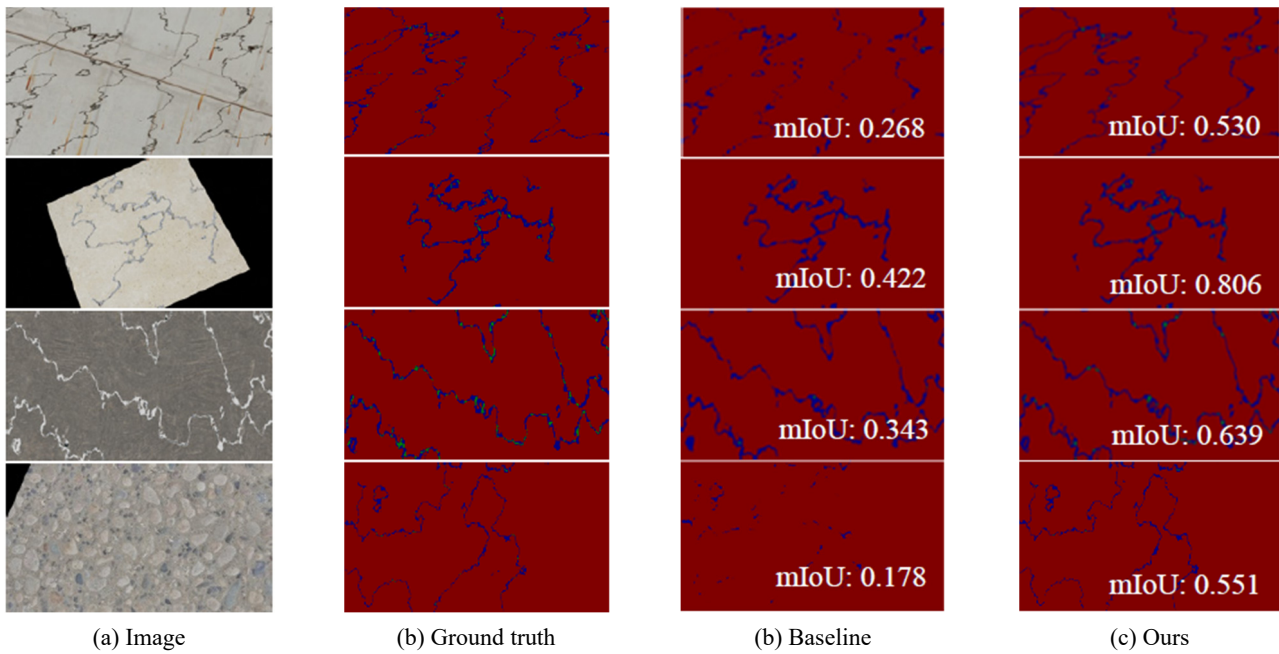 mIoU: 0.268
mIoU: 0.530
mIoU: 0.422
mIoU: 0.806
mIoU: 0.343
mIoU: 0.639
mIoU: 0.178
mIoU: 0.551
(a) Image
(b) Ground truth
(b) Baseline
(c) Ours